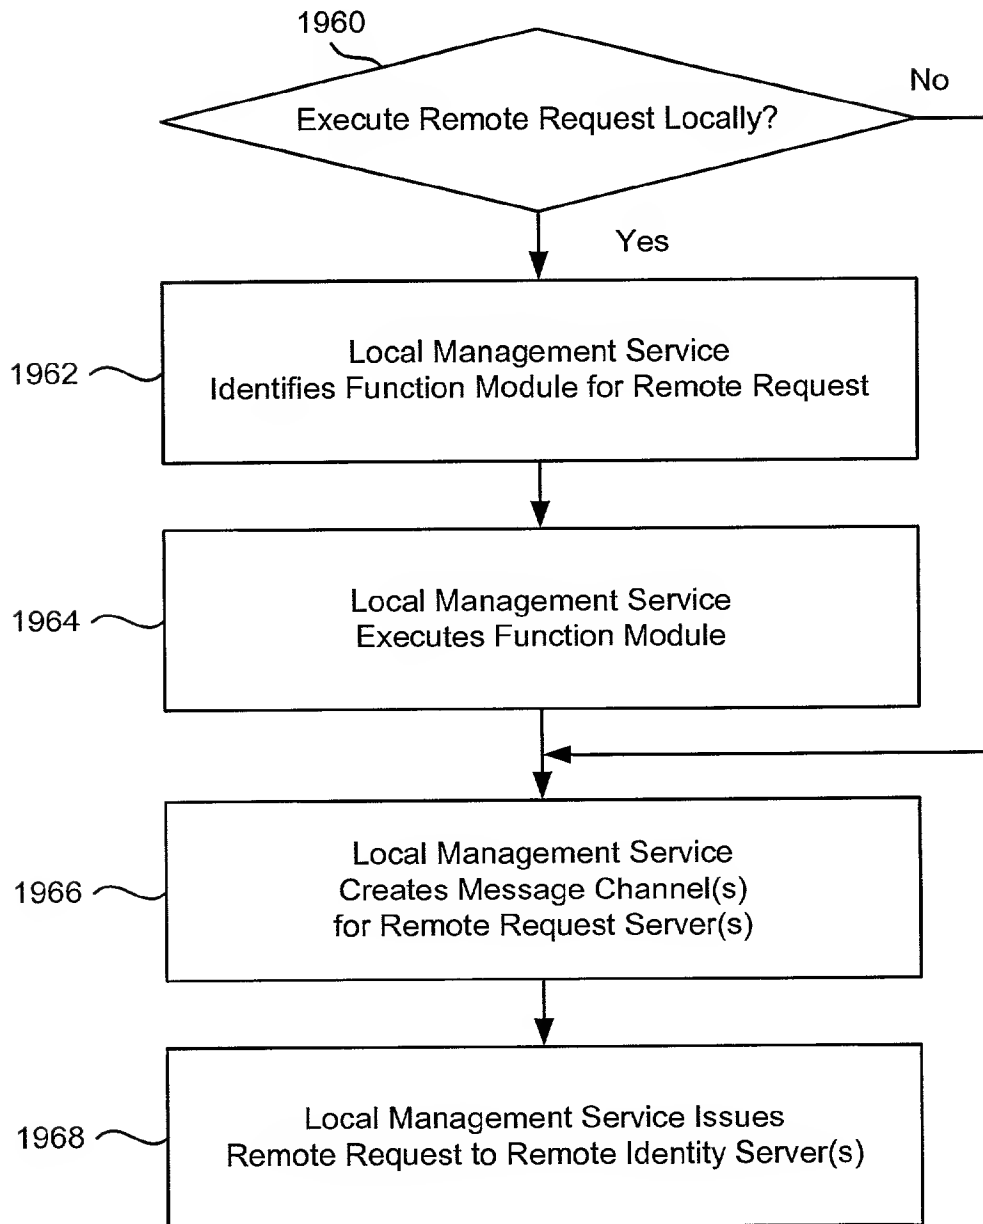 1960
No
Execute Remote Request Locally?
Yes
Local Management Service
1962
Identifies Function Module for Remote Request
Local Management Service
1964
Executes Function Module
Local Management Service
1966
Creates Message Channel(s)
for Remote Request Server(s)
Local Management Service Issues
1968
Remote Request to Remote Identity Server(s)